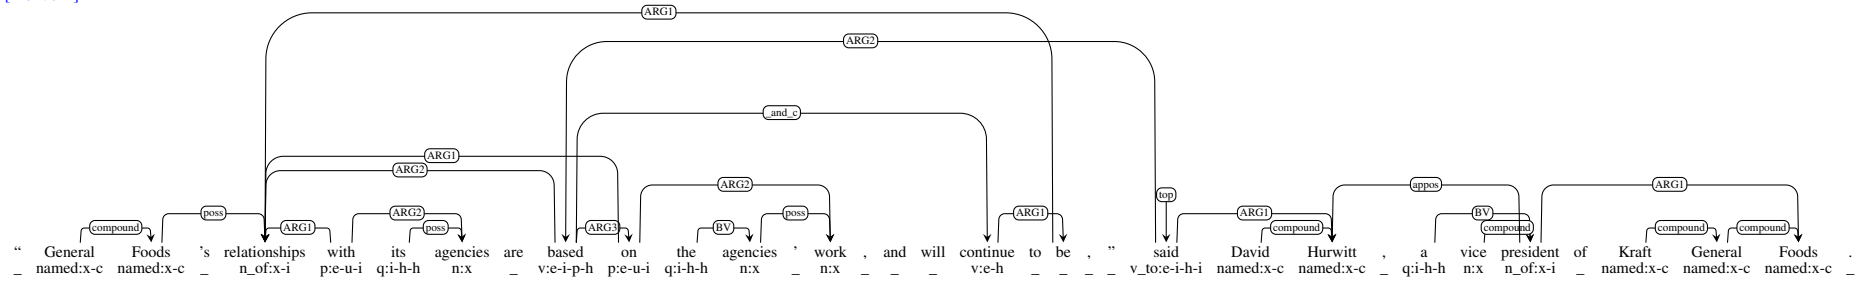 ARG1
ARG2
_and_c
ARG1
ARG2
ARG2 appos ARG1
top
poss ARG2 ARG1 BV
compound ARG1 poss ARG3 BV poss ARG1 compound compound compound compound
“ General Foods 's relationships with its agencies are based on the agencies ' work , and will continue to be , ” said David Hurwitt , a vice president of Kraft General Foods .
_ named:x-c named:x-c _ n_of:x-i p:e-u-i q:i-h-h n:x _ v:e-i-p-h p:e-u-i q:i-h-h n:x _ n:x _ _ _ v:e-h _ _ _ _ v_to:e-i-h-i named:x-c named:x-c _ q:i-h-h n:x n_of:x-i _ named:x-c named:x-c named:x-c _